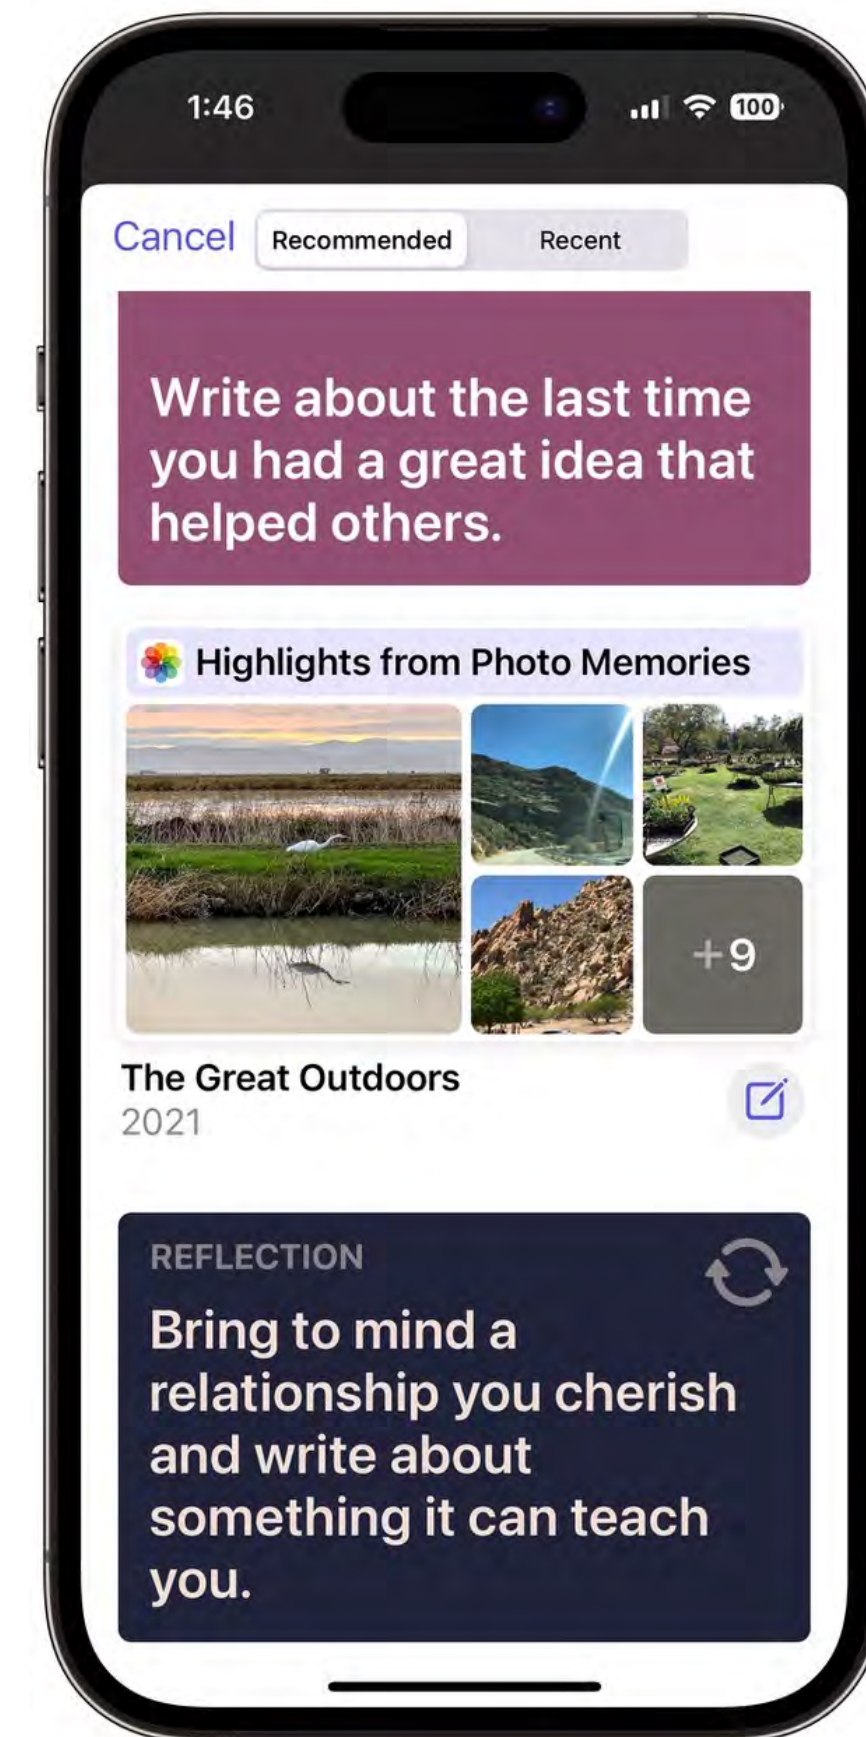 1:46
100
Cancel
Recommended
Recent
Write about the last time
you had a great idea that
helped others.
Highlights from Photo Memories
+9
The Great Outdoors
2021
REFLECTION
Bring to mind a
relationship you cherish
and write about
something it can teach
you.